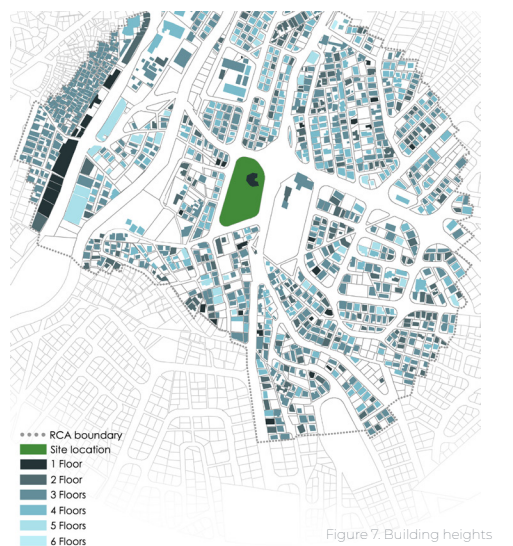 RCA boundary
Site location
1 Floor
2 Floor
3 Floors
4 Floors
5 Floors
6 Floors
Figure 7. Building heights